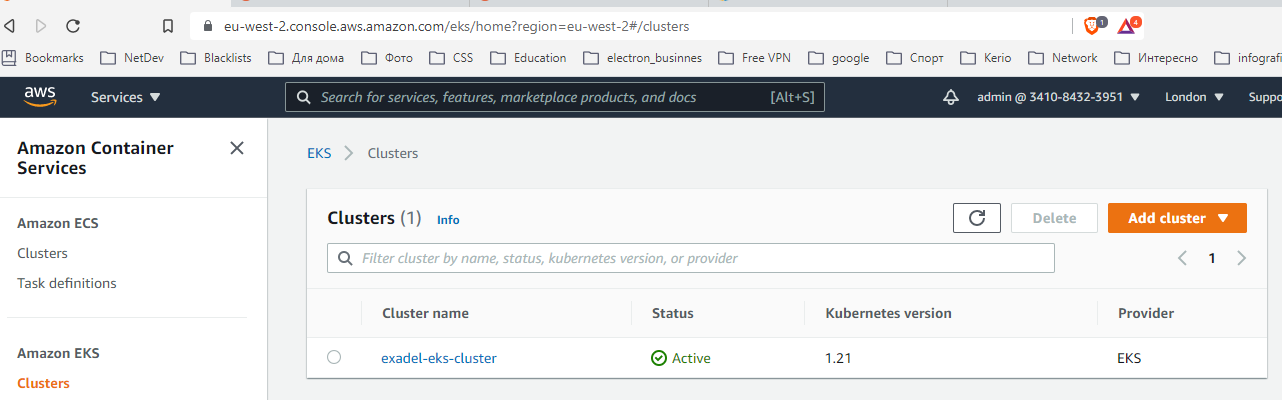 eu-west-2.console.aws.amazon.com/eks/home?region=eu-west-2#/clusters
1
4
Bookmarks NetDev Blacklists Для дома Фото CSS Education electron_businnes Free VPN google Спорт Kerio Network Интересно infografi
aws Services Search for services, features, marketplace products, and docs [Alt+S] admin @ 3410-8432-3951 London Suppo
Amazon Container
Services
Amazon ECS
Clusters
Task definitions
Amazon EKS
Clusters
EKS Clusters
Clusters (1) Info Delete Add cluster
Filter cluster by name, status, kubernetes version, or provider 1
Cluster name Status Kubernetes version Provider
exadel-eks-cluster Active 1.21 EKS